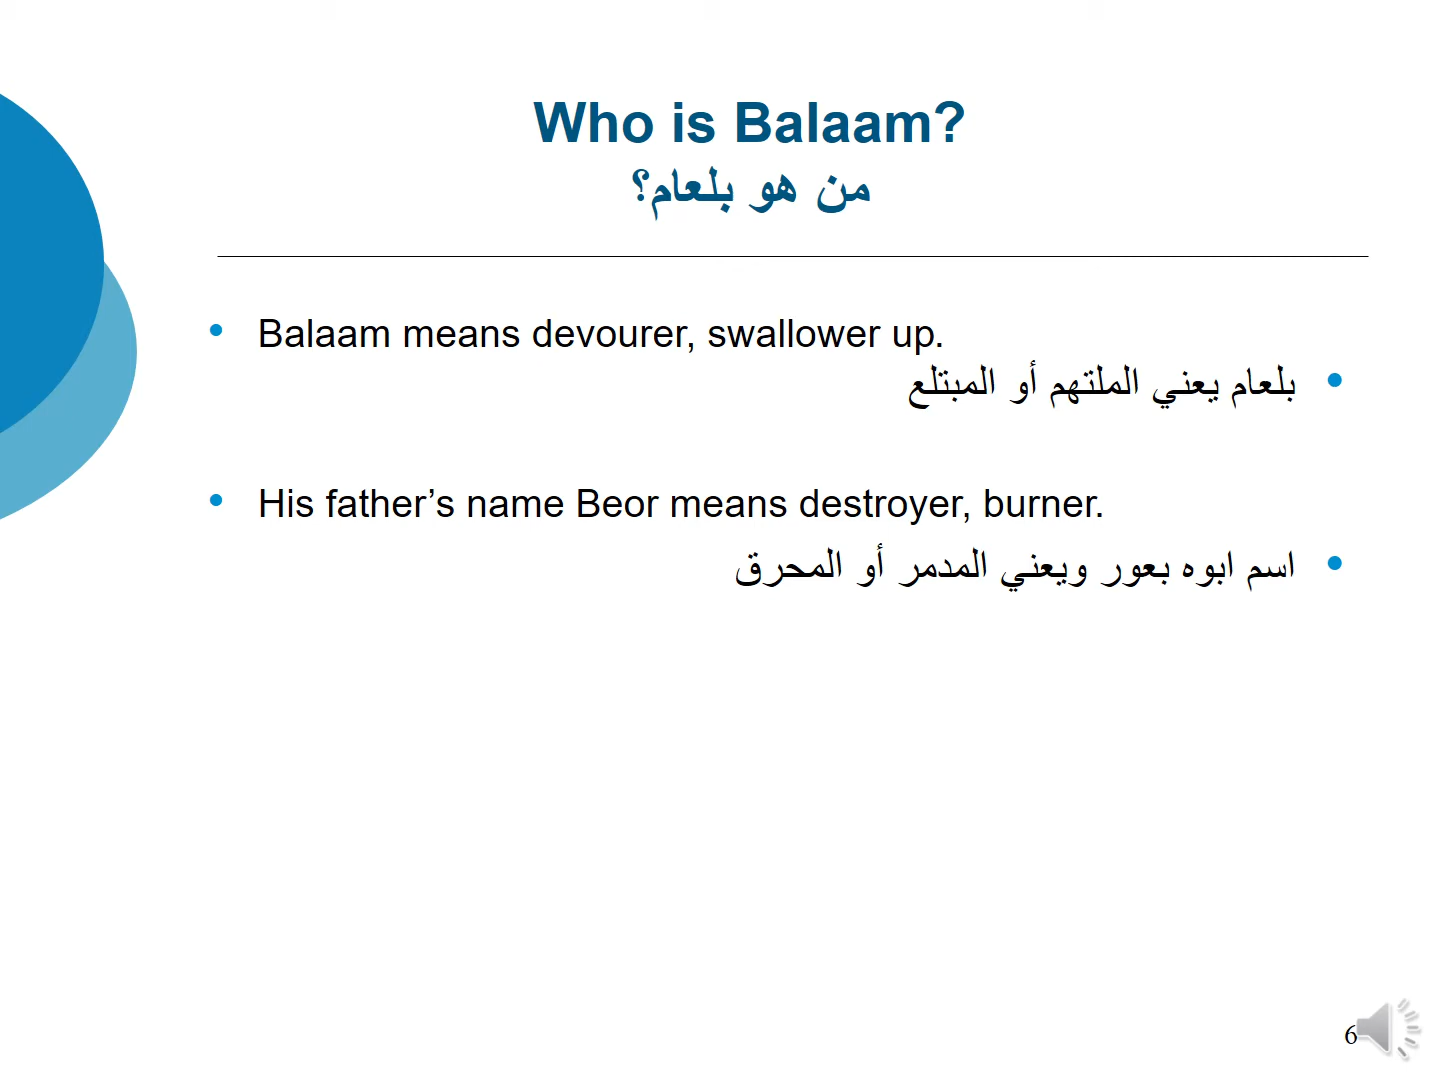 Who is Balaam?
من هو بلعام؟
• Balaam means devourer, swallower up.
• بلعام يعني الملتهم أو المبتلع
• His father’s name Beor means destroyer, burner.
• اسم ابوه بعور ويعني المدمر أو المحرق
6